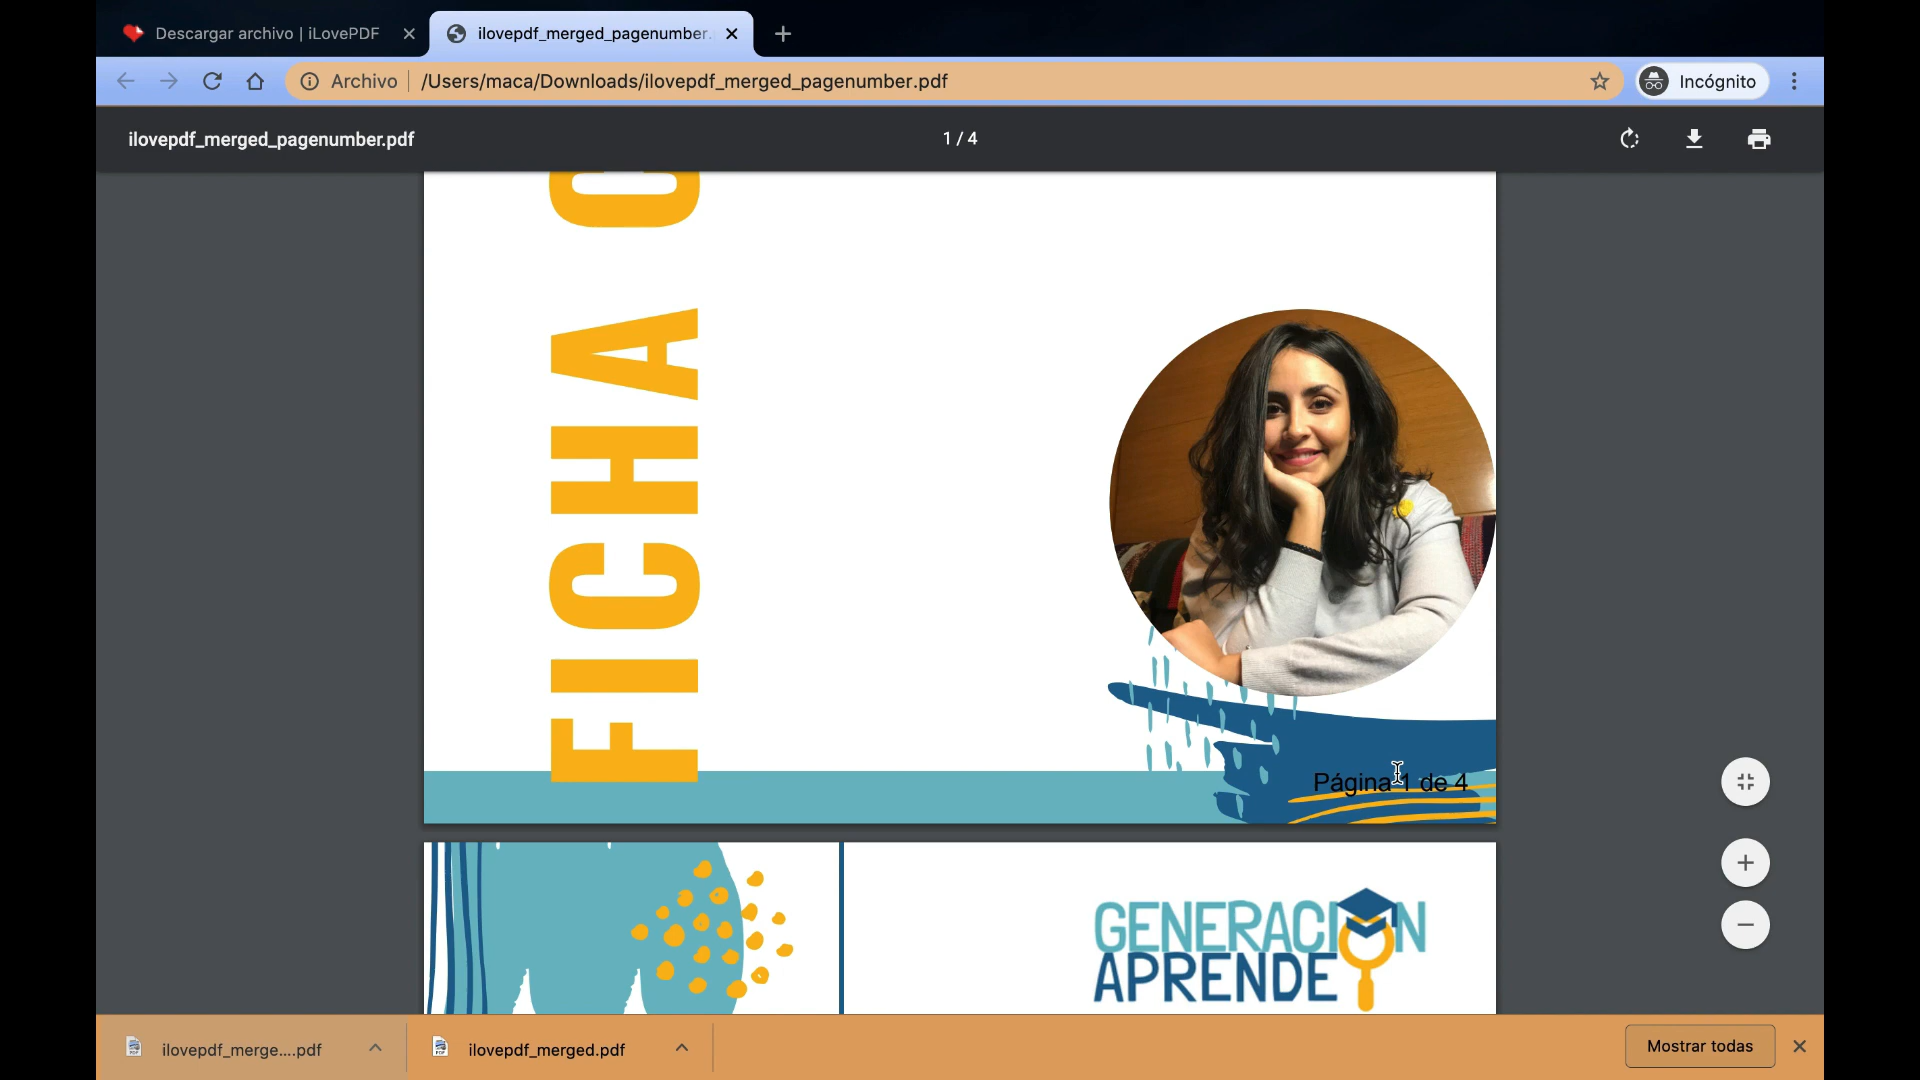 Descargar archivo | iLovePDF
ilovepdf_merged_pagenumber.
Archivo
/Users/maca/Downloads/ilovepdf_merged_pagenumber.pdf
Incógnito
ilovepdf_merged_pagenumber.pdf
1 / 4
FICHA
Página 1 de 4
GENERACIÓN
APRENDE
ilovepdf_merge....pdf
ilovepdf_merged.pdf
Mostrar todas